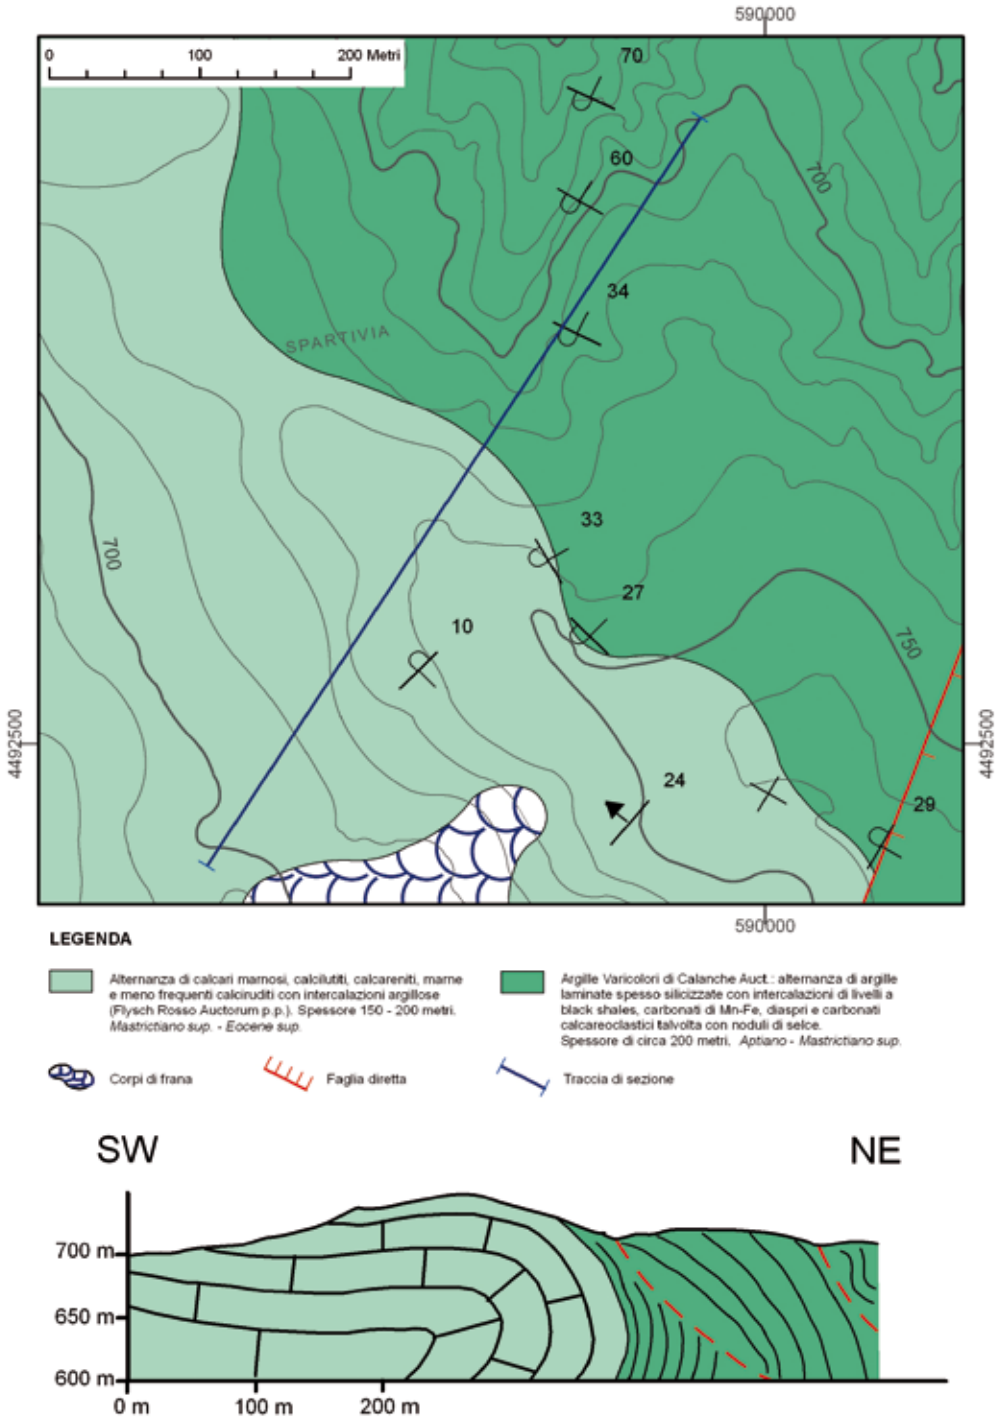 590000
0 100 200 Metri
70
60
700
34
SPARTIVIA
33
700
27
10
750
4492500
4492500
24
29
590000
LEGENDA
Alternanza di calcari marnosi, calcilutiti, calcareniti, marne
e meno frequenti calciruditi con intercalazioni argillose
(Flysch Rosso Auctorum p.p.). Spessore 150 - 200 metri.
Mastrictiano sup. - Eocene sup.
Argille Varicolori di Calanche Auct.: alternanza di argille
laminate spesso silicizzate con intercalazioni di livelli a
black shales, carbonati di Mn-Fe, diaspri e carbonati
calcareoclastici talvolta con noduli di selce.
Spessore di circa 200 metri, Aptiano - Mastrictiano sup.
Corpi di frana
Faglia diretta
Traccia di sezione
SW
NE
700 m
650 m
600 m
0 m 100 m 200 m